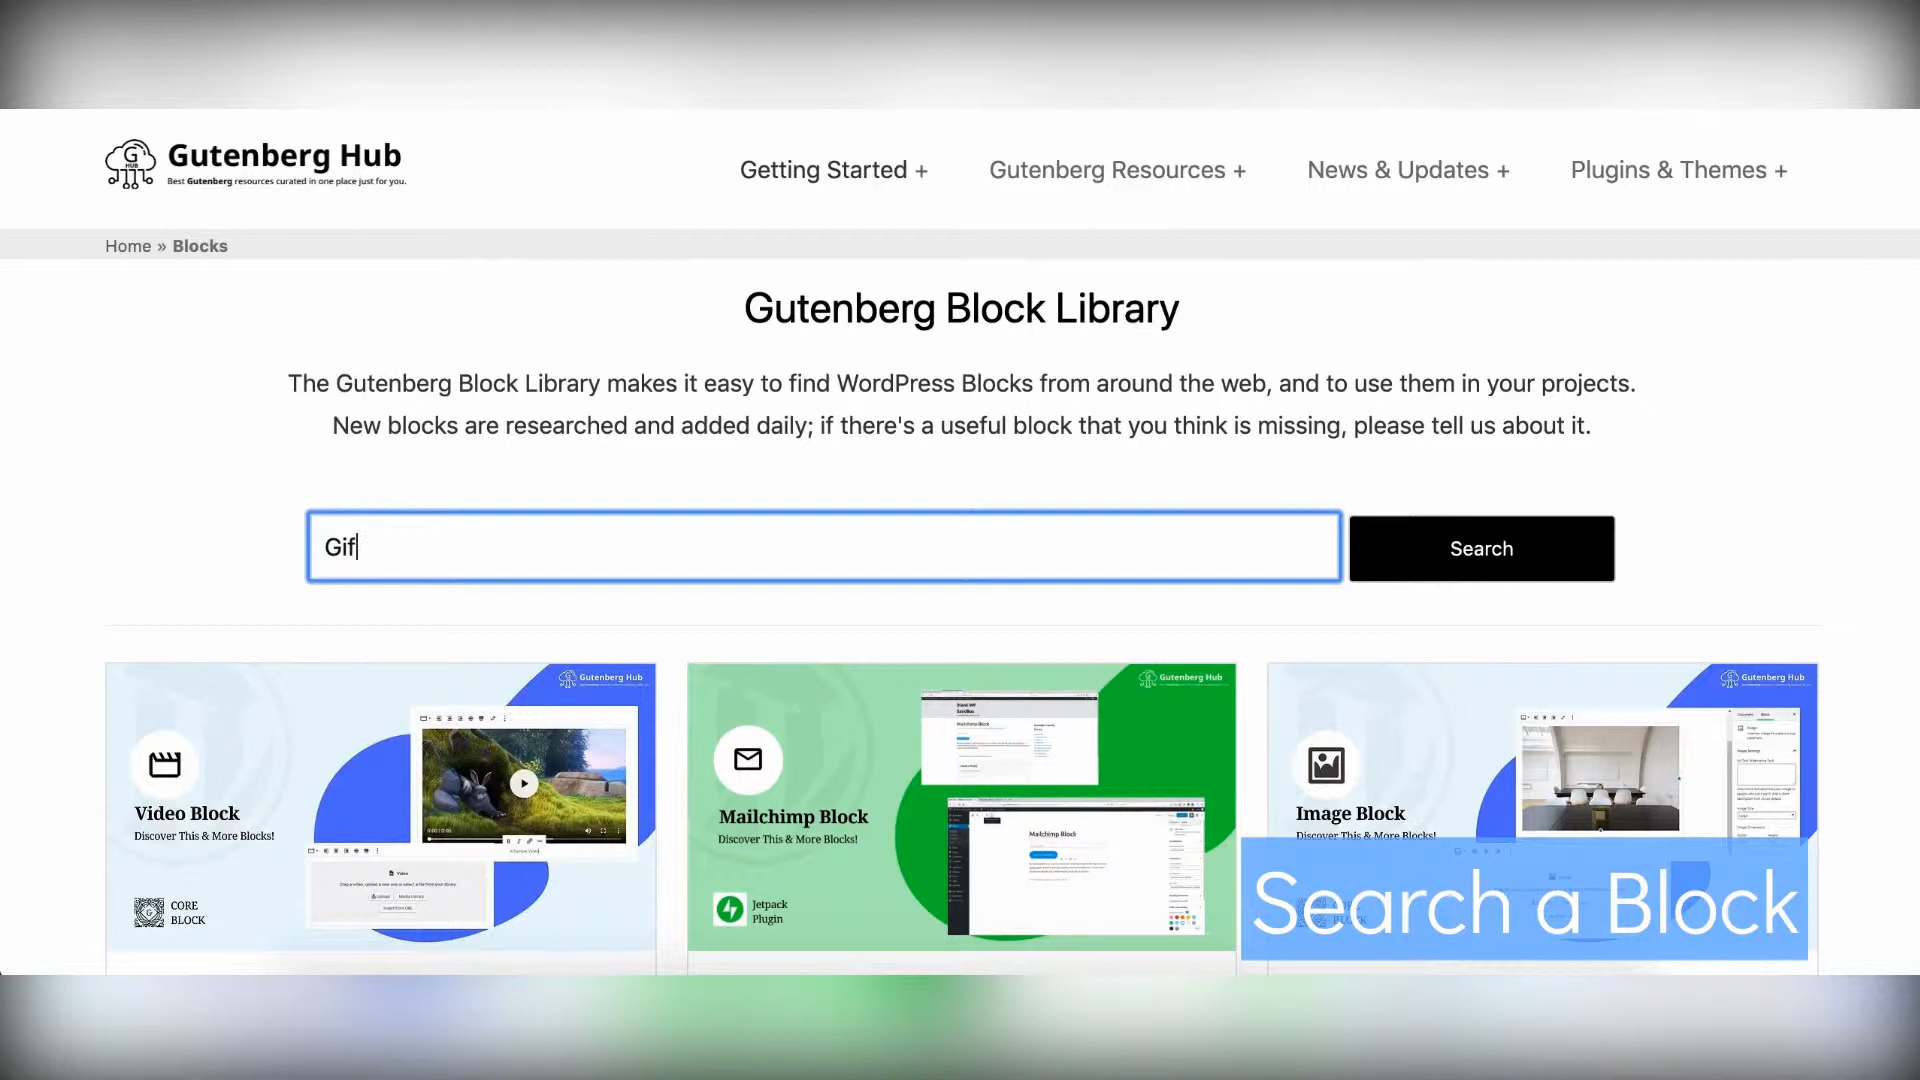 Gutenberg Hub
Best Gutenberg resources curated in one place just for you.
Getting Started +
Gutenberg Resources +
News & Updates +
Plugins & Themes +
Home » Blocks
Gutenberg Block Library
The Gutenberg Block Library makes it easy to find WordPress Blocks from around the web, and to use them in your projects.
New blocks are researched and added daily; if there's a useful block that you think is missing, please tell us about it.
Gif
Search
Gutenberg Hub
Video Block
Discover This & More Blocks!
CORE
BLOCK
Gutenberg Hub
Mailchimp Block
Discover This & More Blocks!
Mailchimp Block
Jetpack
Plugin
Gutenberg Hub
Image Block
Discover This & More Blocks!
Search a Block